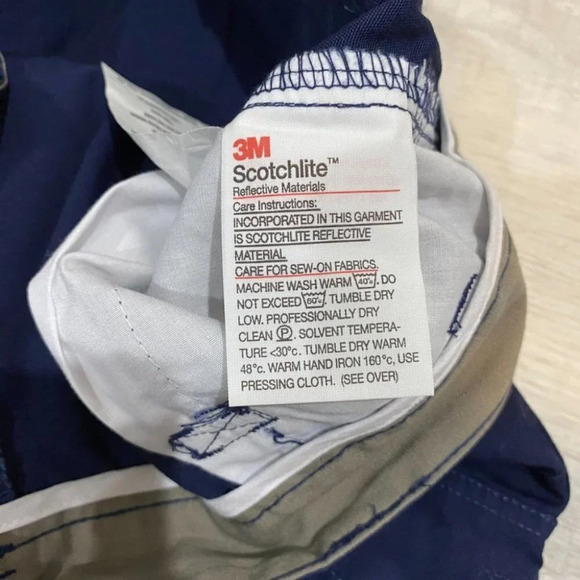 3M
Scotchlite™
Reflective Materials
Care Instructions:
INCORPORATED IN THIS GARMENT
IS SCOTCHLITE REFLECTIVE
MATERIAL
CARE FOR SEW-ON FABRICS.
MACHINE WASH WARM 40°. DO
NOT EXCEED 60°. TUMBLE DRY
LOW. PROFESSIONALLY DRY
CLEAN Ⓟ. SOLVENT TEMPERA-
TURE <30°c. TUMBLE DRY WARM
48°c. WARM HAND IRON 160°c, USE
PRESSING CLOTH. (SEE OVER)